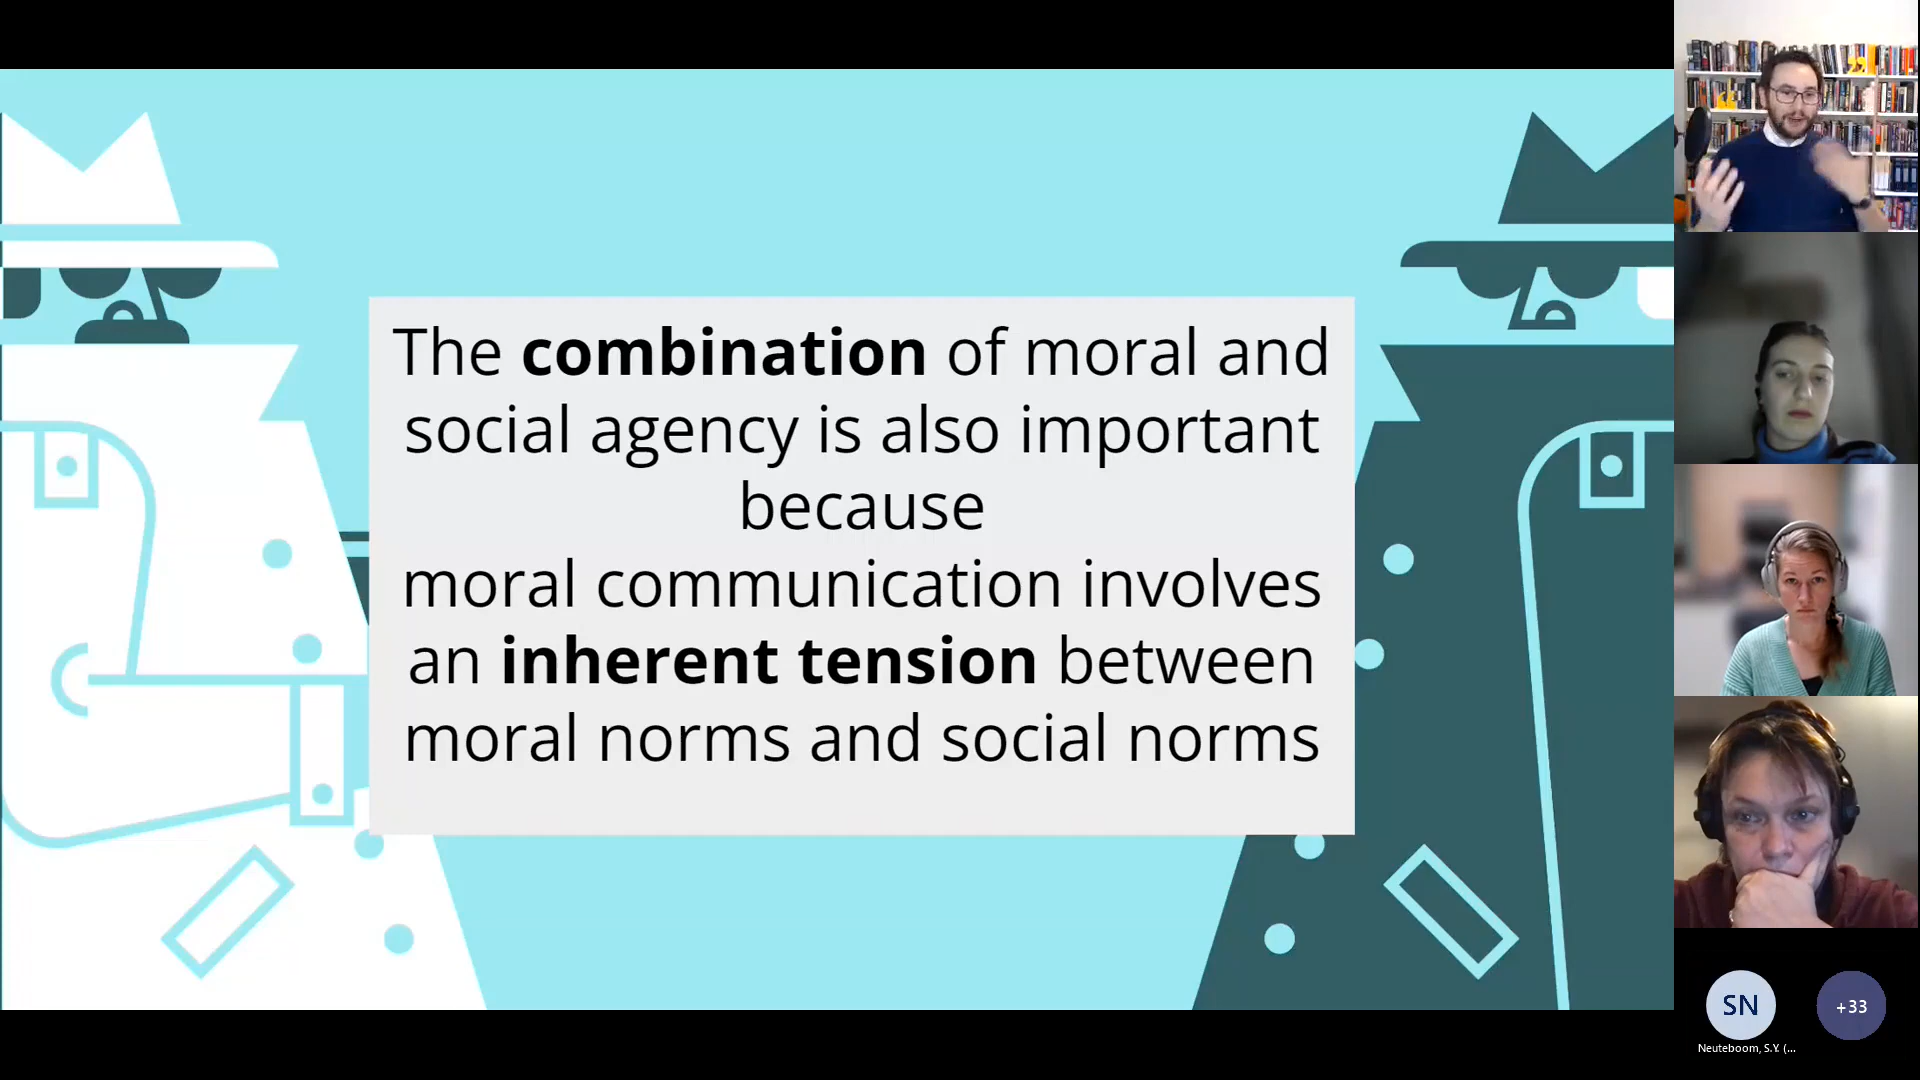 The combination of moral and
social agency is also important
because
moral communication involves
an inherent tension between
moral norms and social norms
SN
+33
Neuteboom, S.Y. (...